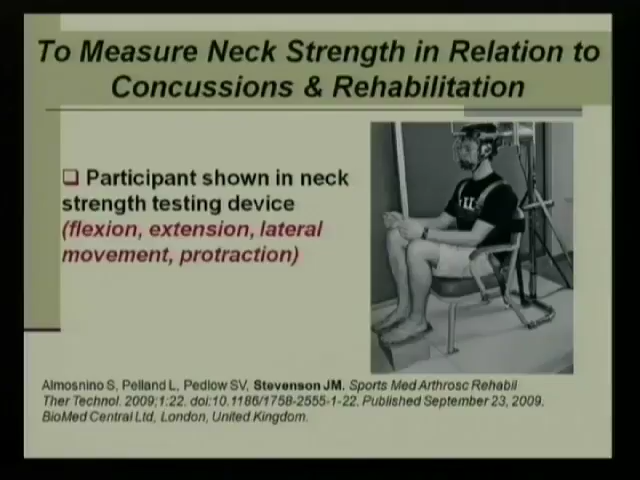 To Measure Neck Strength in Relation to
Concussions & Rehabilitation
❑ Participant shown in neck
strength testing device
(flexion, extension, lateral
movement, protraction)
Almosnino S, Pelland L, Pedlow SV, Stevenson JM. Sports Med Arthrosc Rehabil
Ther Technol. 2009;1:22. doi:10.1186/1758-2555-1-22. Published September 23, 2009.
BioMed Central Ltd, London, United Kingdom.